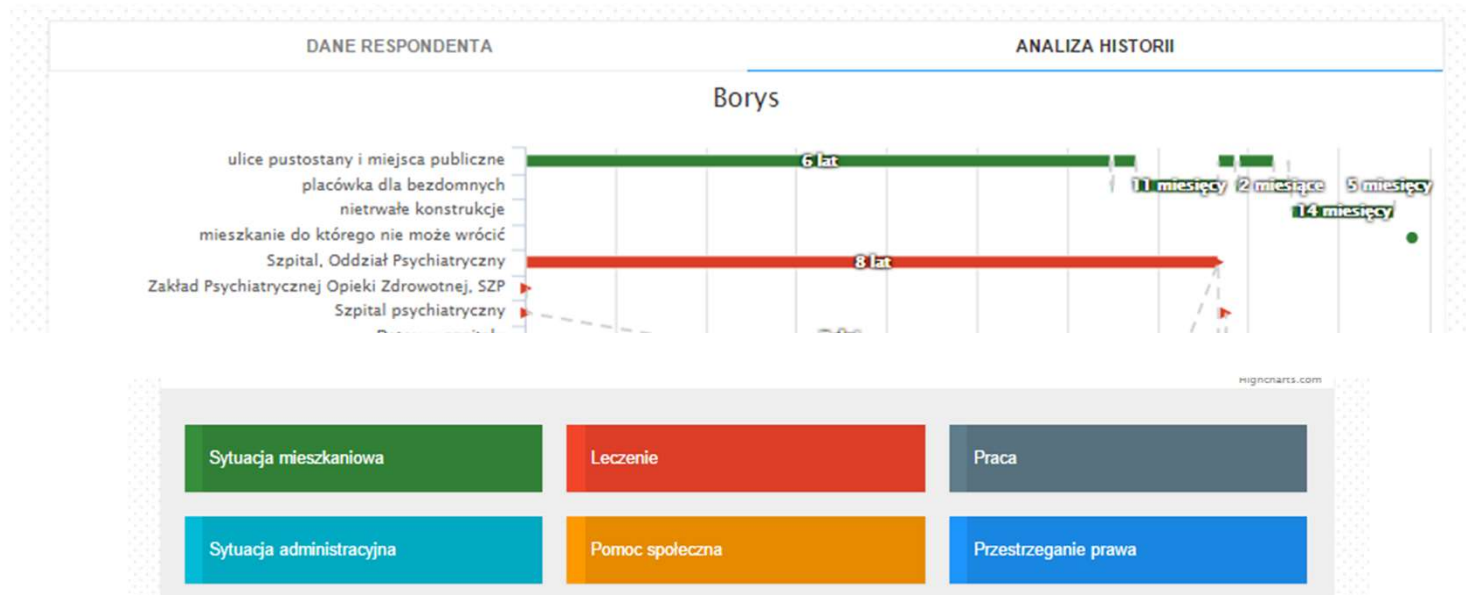 DANE RESPONDENTA ANALIZA HISTORII
Borys
ulice pustostany i miejsca publiczne 6 lat
placówka dla bezdomnych 11 miesięcy 2 miesiące 5 miesięcy
nietrwałe konstrukcje 14 miesięcy
mieszkanie do którego nie może wrócić
Szpital, Oddział Psychiatryczny 8 lat
Zakład Psychiatrycznej Opieki Zdrowotnej, SZP
Szpital psychiatryczny
Highcharts.com
Sytuacja mieszkaniowa Leczenie Praca
Sytuacja administracyjna Pomoc społeczna Przestrzeganie prawa